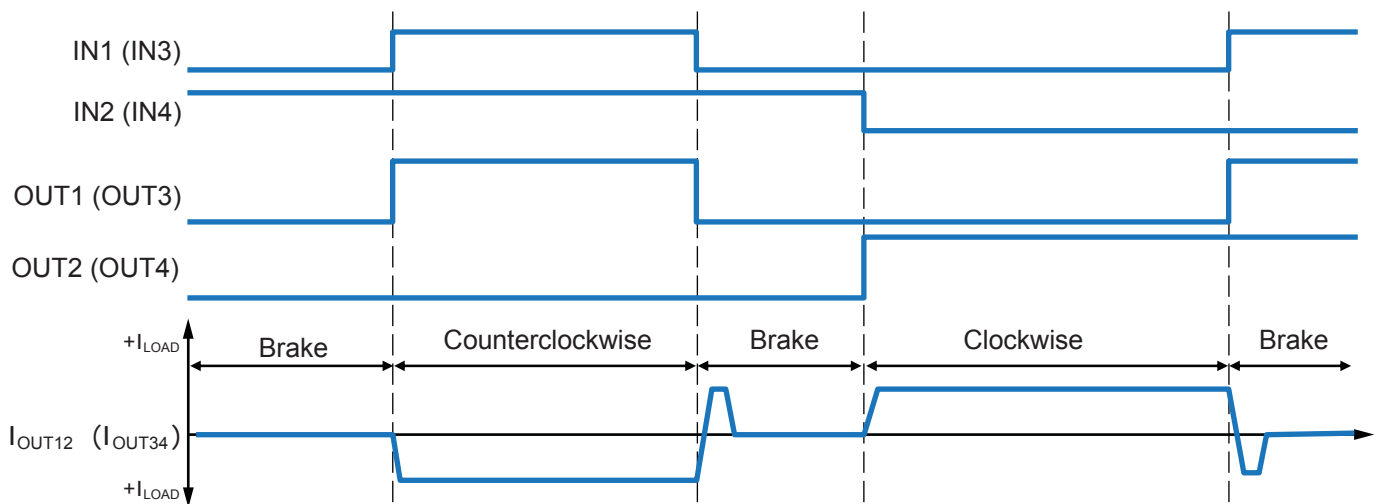 IN1 (IN3)
IN2 (IN4)
OUT1 (OUT3)
OUT2 (OUT4)
+ILOAD
Brake
Counterclockwise
Brake
Clockwise
Brake
IOUT12 (IOUT34)
+ILOAD